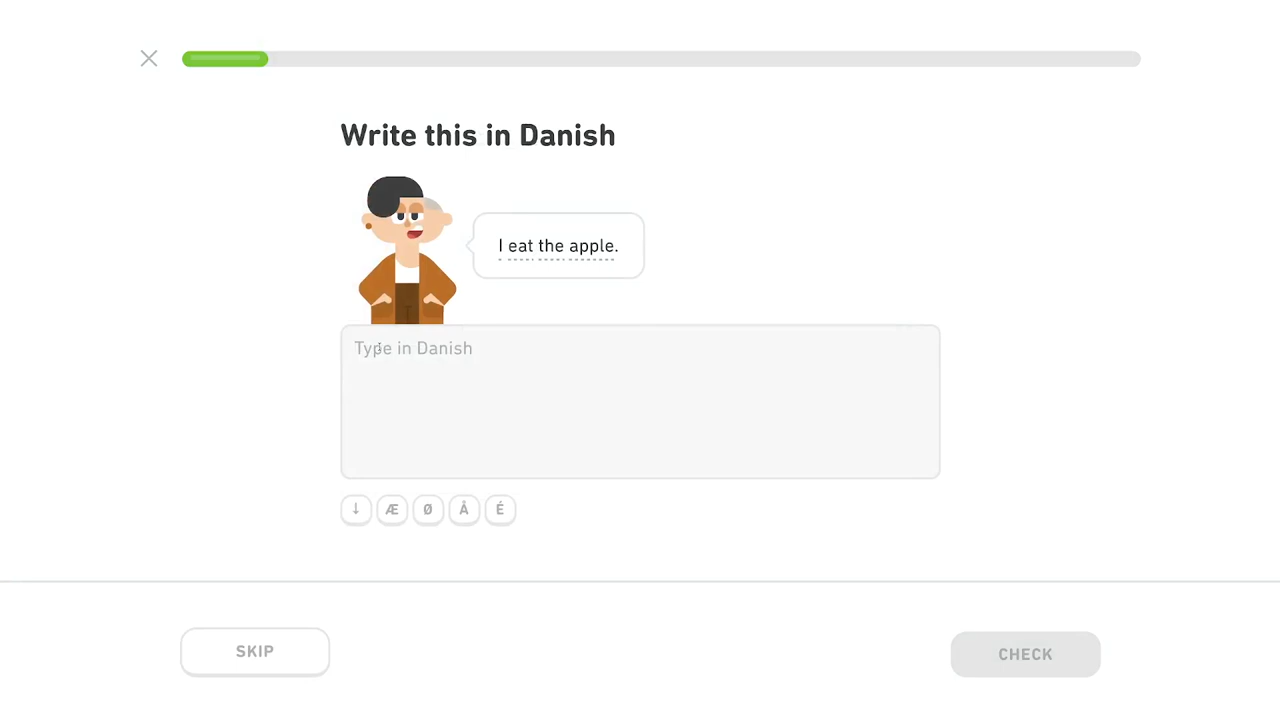 Write this in Danish
I eat the apple.
Type in Danish
↓ Æ Ø Å É
SKIP
CHECK